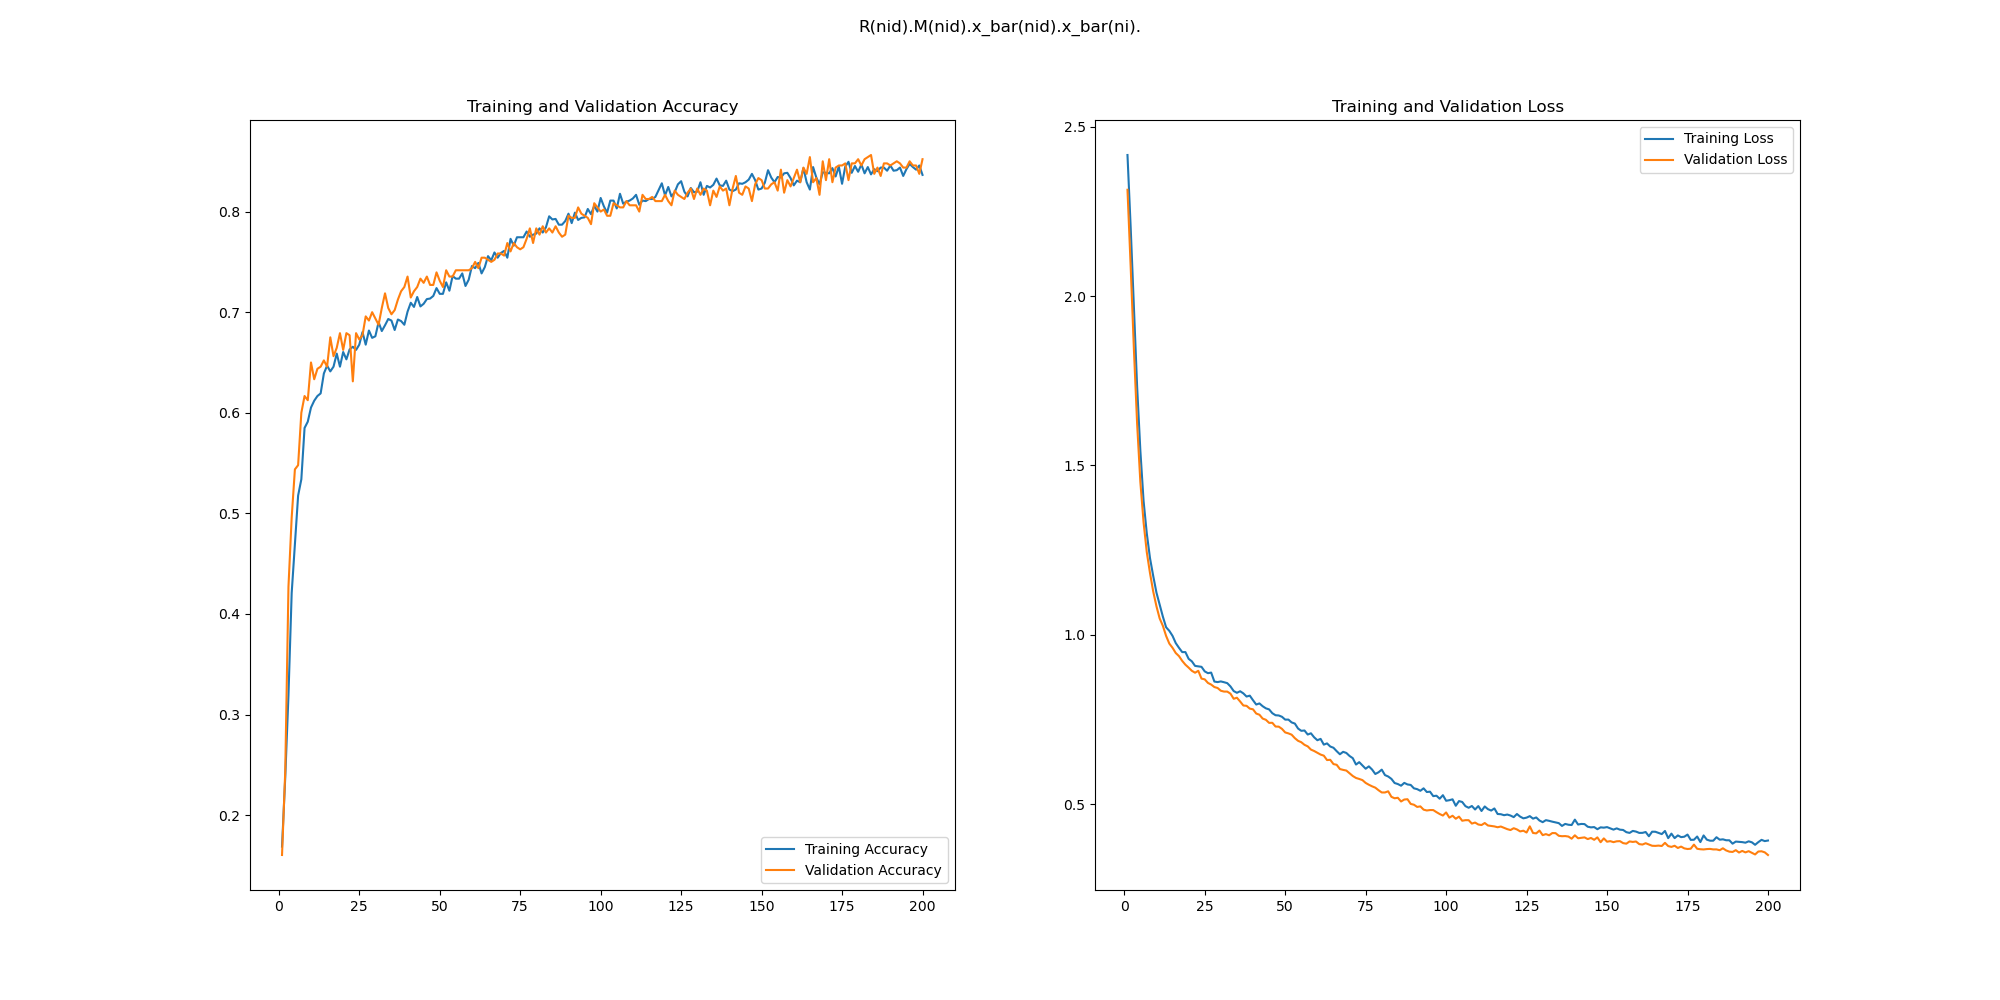 R(nid).M(nid).x_bar(nid).x_bar(ni).
Training and Validation Accuracy
0.8
0.7
0.6
0.5
0.4
0.3
0.2
Training Accuracy
Validation Accuracy
0 25 50 75 100 125 150 175 200
Training and Validation Loss
2.5
2.0
1.5
1.0
0.5
Training Loss
Validation Loss
0 25 50 75 100 125 150 175 200